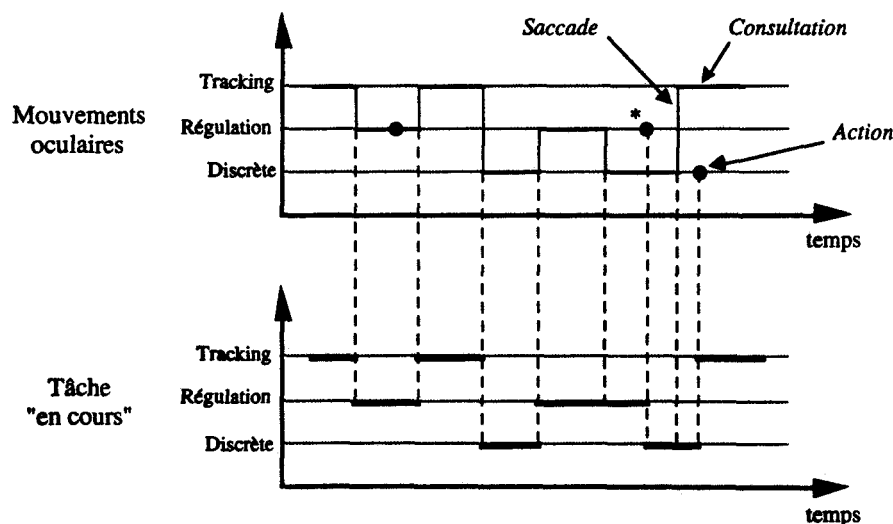 Saccade
Consultation
Tracking
Mouvements
oculaires
Régulation
*
Action
Discrète
temps
Tracking
Tâche
"en cours"
Régulation
Discrète
temps